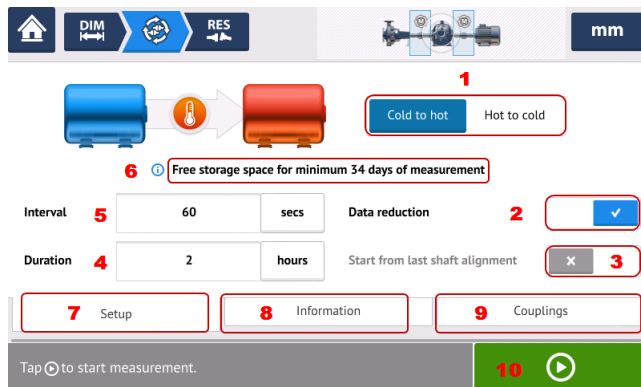 DIM
RES
mm
1
Cold to hot
Hot to cold
6 Free storage space for minimum 34 days of measurement
Interval 5 60 secs
Data reduction 2
Duration 4 2 hours
Start from last shaft alignment 3
7 Setup
8 Information
9 Couplings
Tap to start measurement.
10